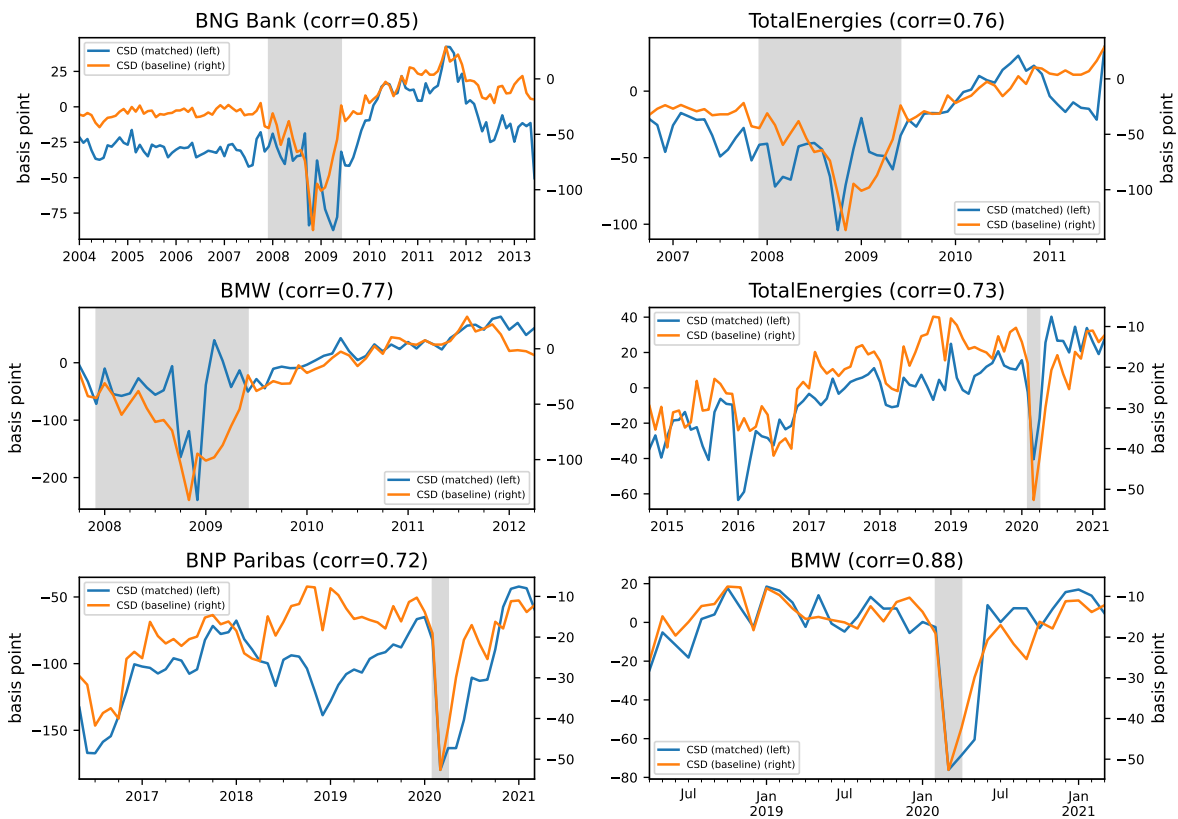 BNG Bank (corr=0.85)
CSD (matched) (left)
CSD (baseline) (right)
basis point
25
0
−25
−50
−75
0
−50
−100
2004 2005 2006 2007 2008 2009 2010 2011 2012 2013
TotalEnergies (corr=0.76)
CSD (matched) (left)
CSD (baseline) (right)
basis point
0
−50
−100
0
−50
−100
2007 2008 2009 2010 2011
BMW (corr=0.77)
CSD (matched) (left)
CSD (baseline) (right)
basis point
0
−100
−200
0
−50
−100
2008 2009 2010 2011 2012
TotalEnergies (corr=0.73)
CSD (matched) (left)
CSD (baseline) (right)
basis point
40
20
0
−20
−40
−60
−10
−20
−30
−40
−50
2015 2016 2017 2018 2019 2020 2021
BNP Paribas (corr=0.72)
CSD (matched) (left)
CSD (baseline) (right)
basis point
−50
−100
−150
−10
−20
−30
−40
−50
2017 2018 2019 2020 2021
BMW (corr=0.88)
CSD (matched) (left)
CSD (baseline) (right)
basis point
20
0
−20
−40
−60
−80
−10
−20
−30
−40
−50
Jul Jan Jul Jan Jul Jan
2019 2020 2021